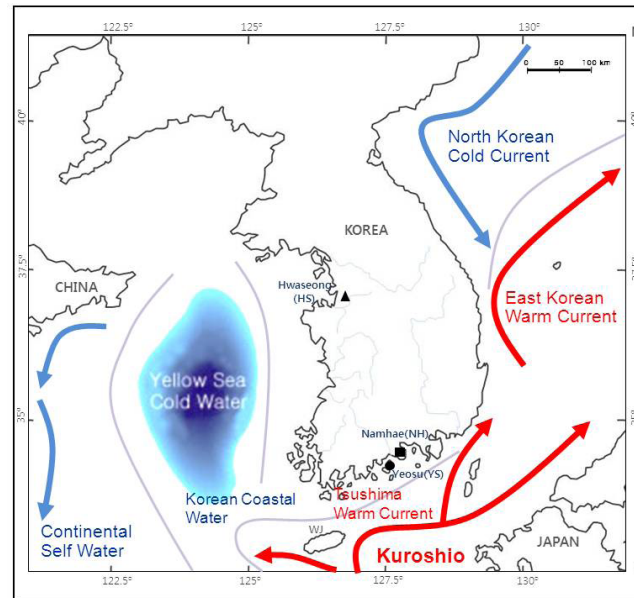 122.5°
125°
127.5°
130°
0 50 100 km
40°
North Korean
Cold Current
KOREA
37.5°
CHINA
Hwaseong
(HS)
East Korean
Warm Current
Yellow Sea
Cold Water
35°
35°
Namhae(NH)
Yeosu(YS)
Korean Coastal
Water
Tsushima
Warm Current
Continental
Self Water
WJ
Kuroshio
JAPAN
122.5°
125°
127.5°
130°